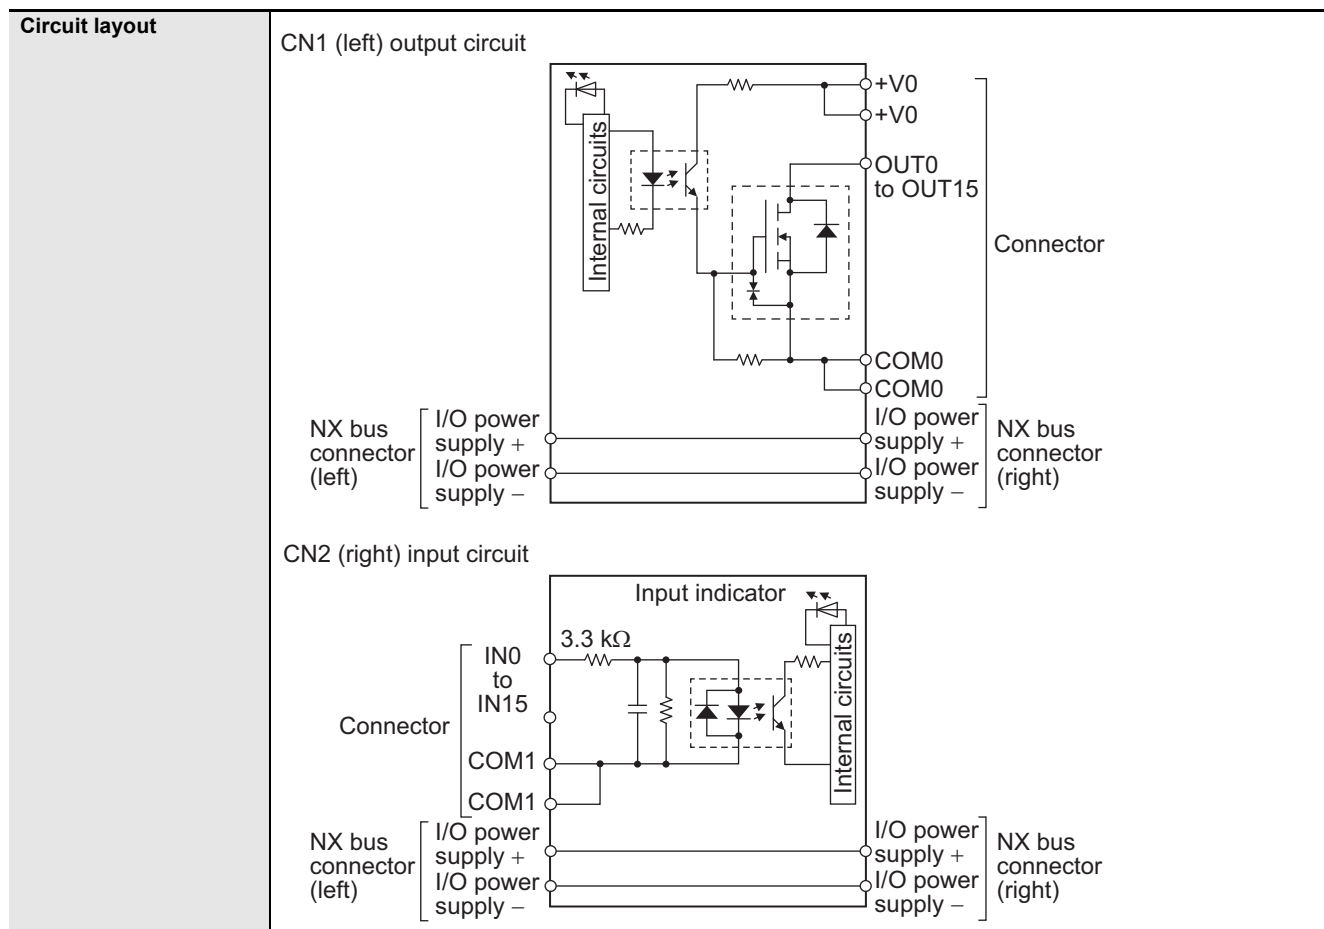 Circuit layout
CN1 (left) output circuit
+V0
+V0
OUT0
to OUT15
Internal circuits
Connector
COM0
COM0
NX bus
connector
(left)
I/O power
supply +
I/O power
supply −
I/O power
supply +
I/O power
supply −
NX bus
connector
(right)
CN2 (right) input circuit
Input indicator
3.3 kΩ
IN0
to
IN15
Internal circuits
Connector
COM1
COM1
NX bus
connector
(left)
I/O power
supply +
I/O power
supply −
I/O power
supply +
I/O power
supply −
NX bus
connector
(right)